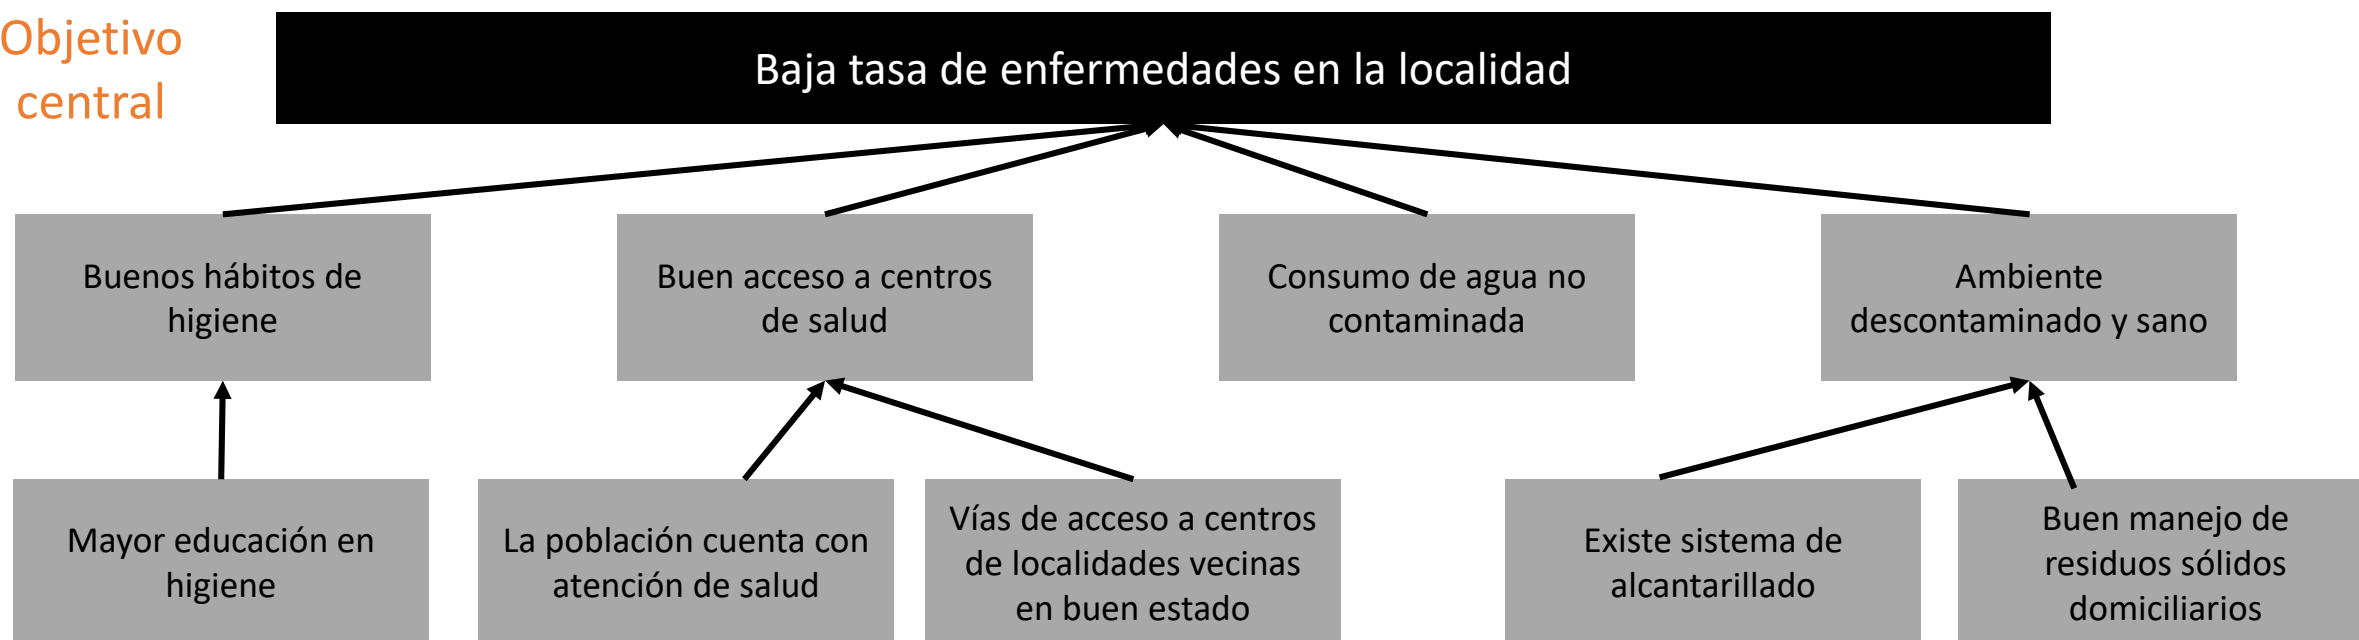 Objetivo
central
Baja tasa de enfermedades en la localidad
Buenos hábitos de
higiene
Buen acceso a centros
de salud
Consumo de agua no
contaminada
Ambiente
descontaminado y sano
Mayor educación en
higiene
La población cuenta con
atención de salud
Vías de acceso a centros
de localidades vecinas
en buen estado
Existe sistema de
alcantarillado
Buen manejo de
residuos sólidos
domiciliarios